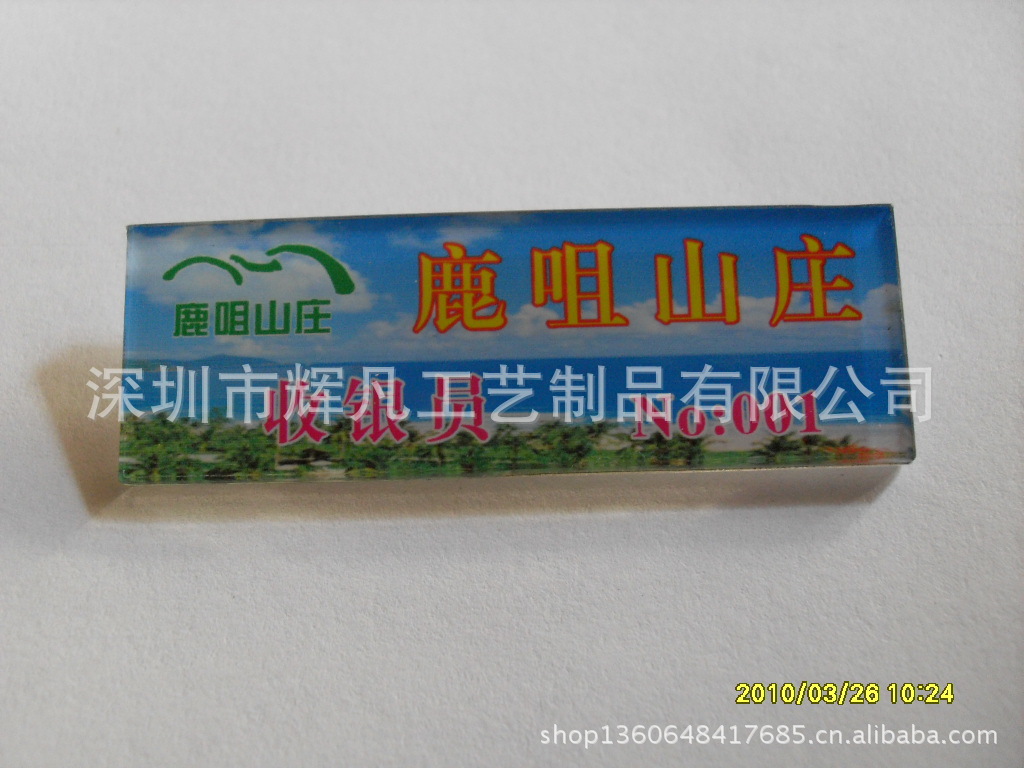 鹿咀山庄
鹿咀山庄
深圳市辉凡工艺制品有限公司
收银员 No:001
2010/03/26 10:24
shop1360648417685.cn.alibaba.com